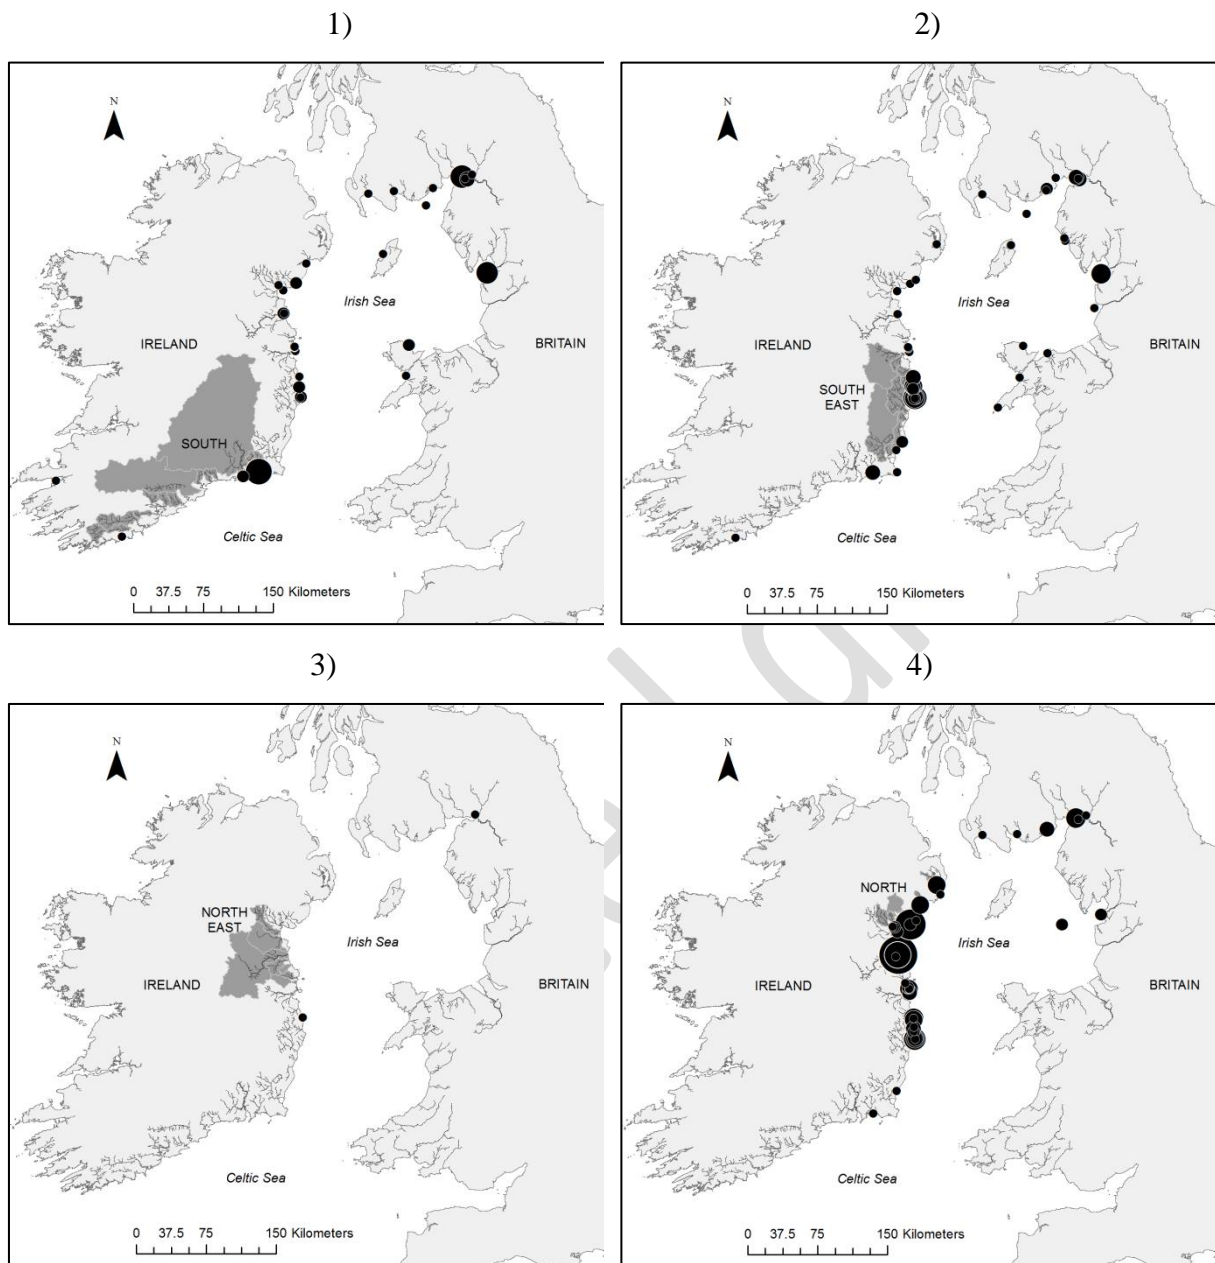 1)
2)
N
N
Irish Sea
Irish Sea
IRELAND
BRITAIN
IRELAND
BRITAIN
SOUTH
SOUTH
EAST
Celtic Sea
Celtic Sea
0 37.5 75 150 Kilometers
0 37.5 75 150 Kilometers
3)
4)
N
N
NORTH
EAST
NORTH
Irish Sea
Irish Sea
IRELAND
BRITAIN
IRELAND
BRITAIN
Celtic Sea
Celtic Sea
0 37.5 75 150 Kilometers
0 37.5 75 150 Kilometers